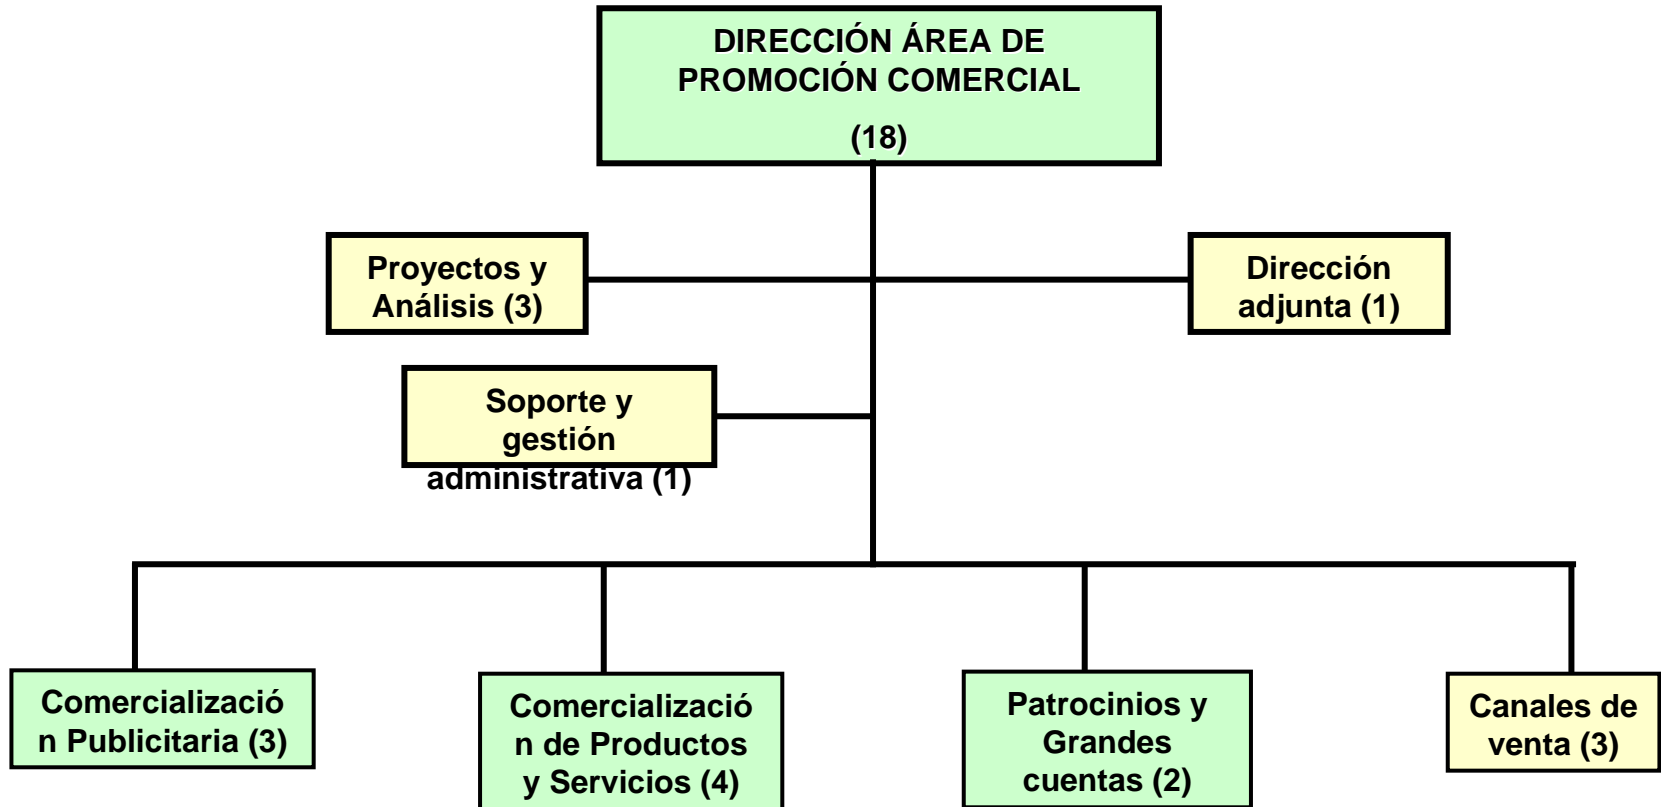 DIRECCIÓN ÁREA DE
PROMOCIÓN COMERCIAL
(18)
Proyectos y
Análisis (3)
Dirección
adjunta (1)
Soporte y
gestión
administrativa (1)
Comercializació
n Publicitaria (3)
Comercializació
n de Productos
y Servicios (4)
Patrocinios y
Grandes
cuentas (2)
Canales de
venta (3)